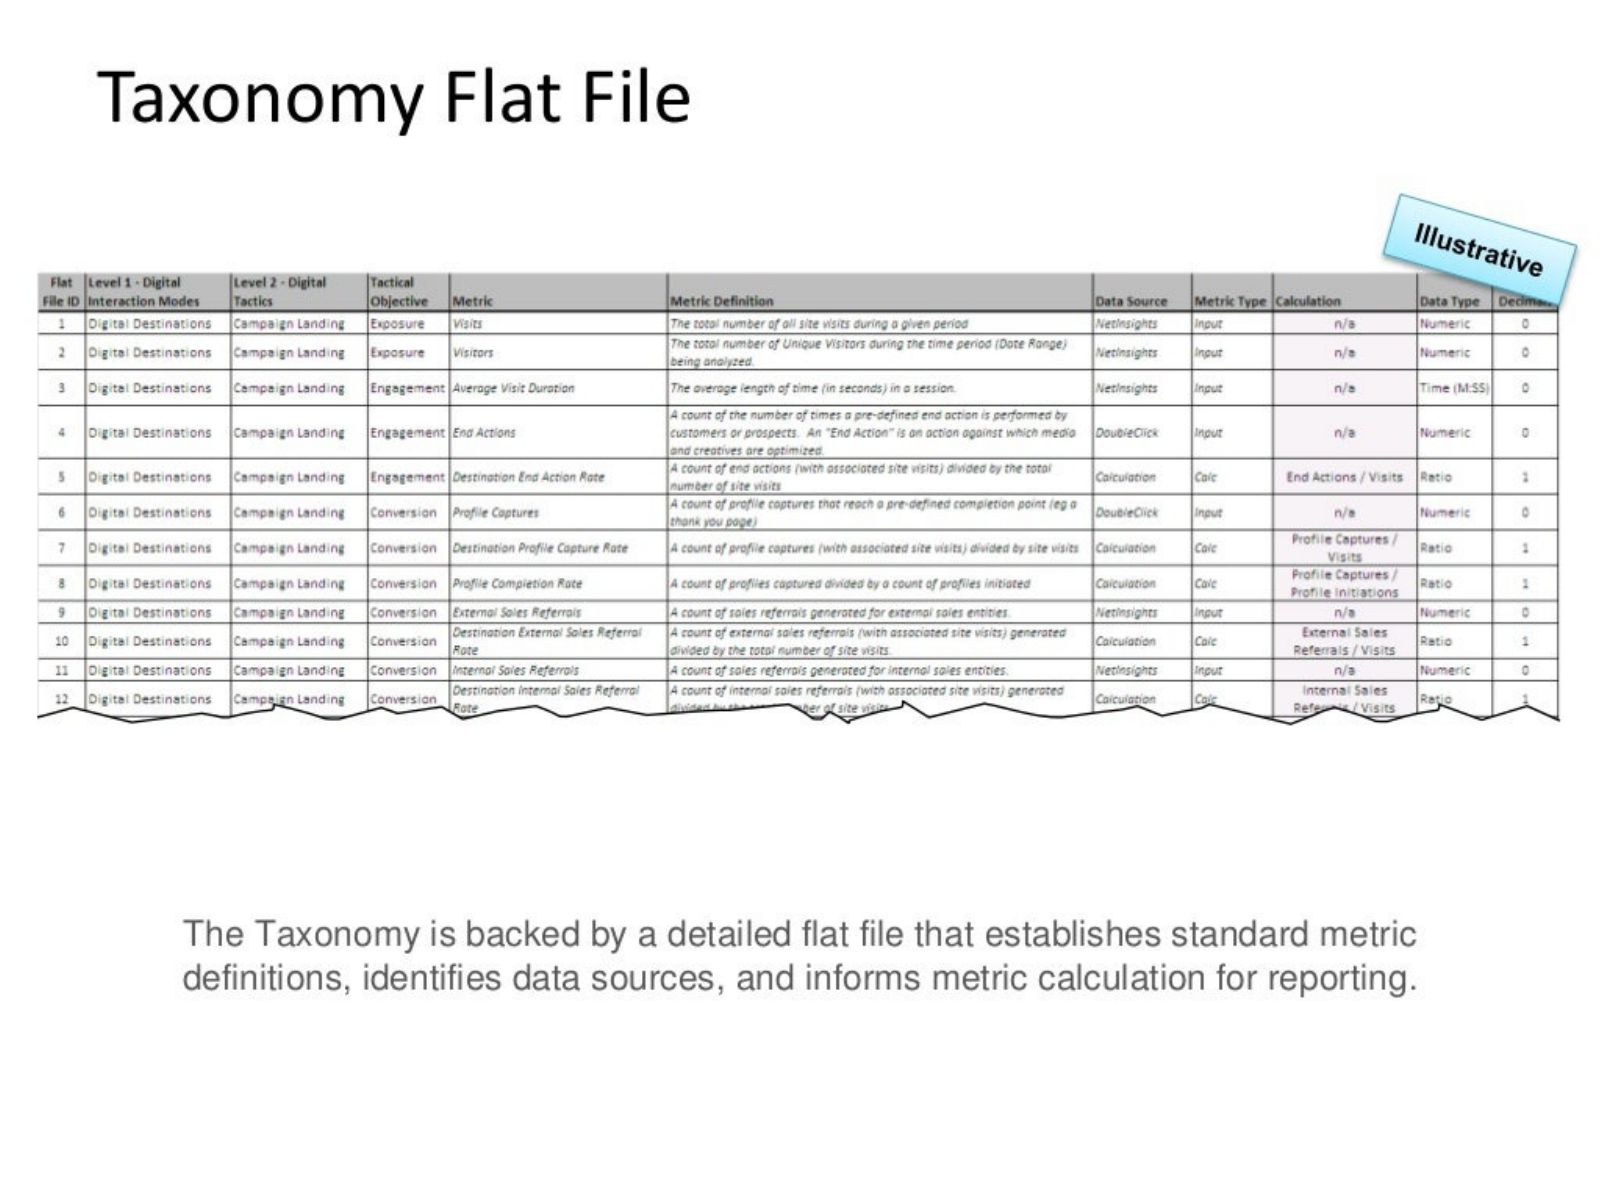 Taxonomy Flat File
Illustrative
Flat Level 1 - Digital Level 2 - Digital Tactical
File ID Interaction Modes Tactics Objective Metric Metric Definition Data Source Metric Type Calculation Data Type
1 Digital Destinations Campaign Landing Exposure Visits The total number of all site visits during a given period NetInsights Input n/a Numeric 0
2 Digital Destinations Campaign Landing Exposure Visitors The total number of Unique Visitors during the time period (Date Range)
being analyzed. NetInsights Input n/a Numeric 0
3 Digital Destinations Campaign Landing Engagement Average Visit Duration The average length of time (in seconds) in a session. NetInsights Input n/a Time (M:SS) 0
A count of the number of times a pre-defined end action is performed by
4 Digital Destinations Campaign Landing Engagement End Actions customers or prospects. An "End Action" is an action against which media DoubleClick Input n/a Numeric 0
and creatives are optimized.
5 Digital Destinations Campaign Landing Engagement Destination End Action Rate A count of end actions (with associated site visits) divided by the total
number of site visits Calculation Calc End Actions / Visits Ratio 1
6 Digital Destinations Campaign Landing Conversion Profile Captures A count of profile captures that reach a pre-defined completion point (eg a
thank you page) DoubleClick Input n/a Numeric 0
7 Digital Destinations Campaign Landing Conversion Destination Profile Capture Rate A count of profile captures (with associated site visits) divided by site visits Calculation Calc Profile Captures /
Visits Ratio 1
8 Digital Destinations Campaign Landing Conversion Profile Completion Rate A count of profiles captured divided by a count of profiles initiated Calculation Calc Profile Captures /
Profile Initiations Ratio 1
9 Digital Destinations Campaign Landing Conversion External Sales Referrals A count of sales referrals generated for external sales entities. NetInsights Input n/a Numeric 0
10 Digital Destinations Campaign Landing Conversion Destination External Sales Referral
Rate A count of external sales referrals (with associated site visits) generated
divided by the total number of site visits. Calculation Calc External Sales
Referrals / Visits Ratio 1
11 Digital Destinations Campaign Landing Conversion Internal Sales Referrals A count of sales referrals generated for internal sales entities. NetInsights Input n/a Numeric 0
12 Digital Destinations Campaign Landing Conversion Destination Internal Sales Referral
Rate A count of internal sales referrals (with associated site visits) generated
divided by the of site visits Calculation Calc Internal Sales
Referrals / Visits Ratio 1
The Taxonomy is backed by a detailed flat file that establishes standard metric
definitions, identifies data sources, and informs metric calculation for reporting.